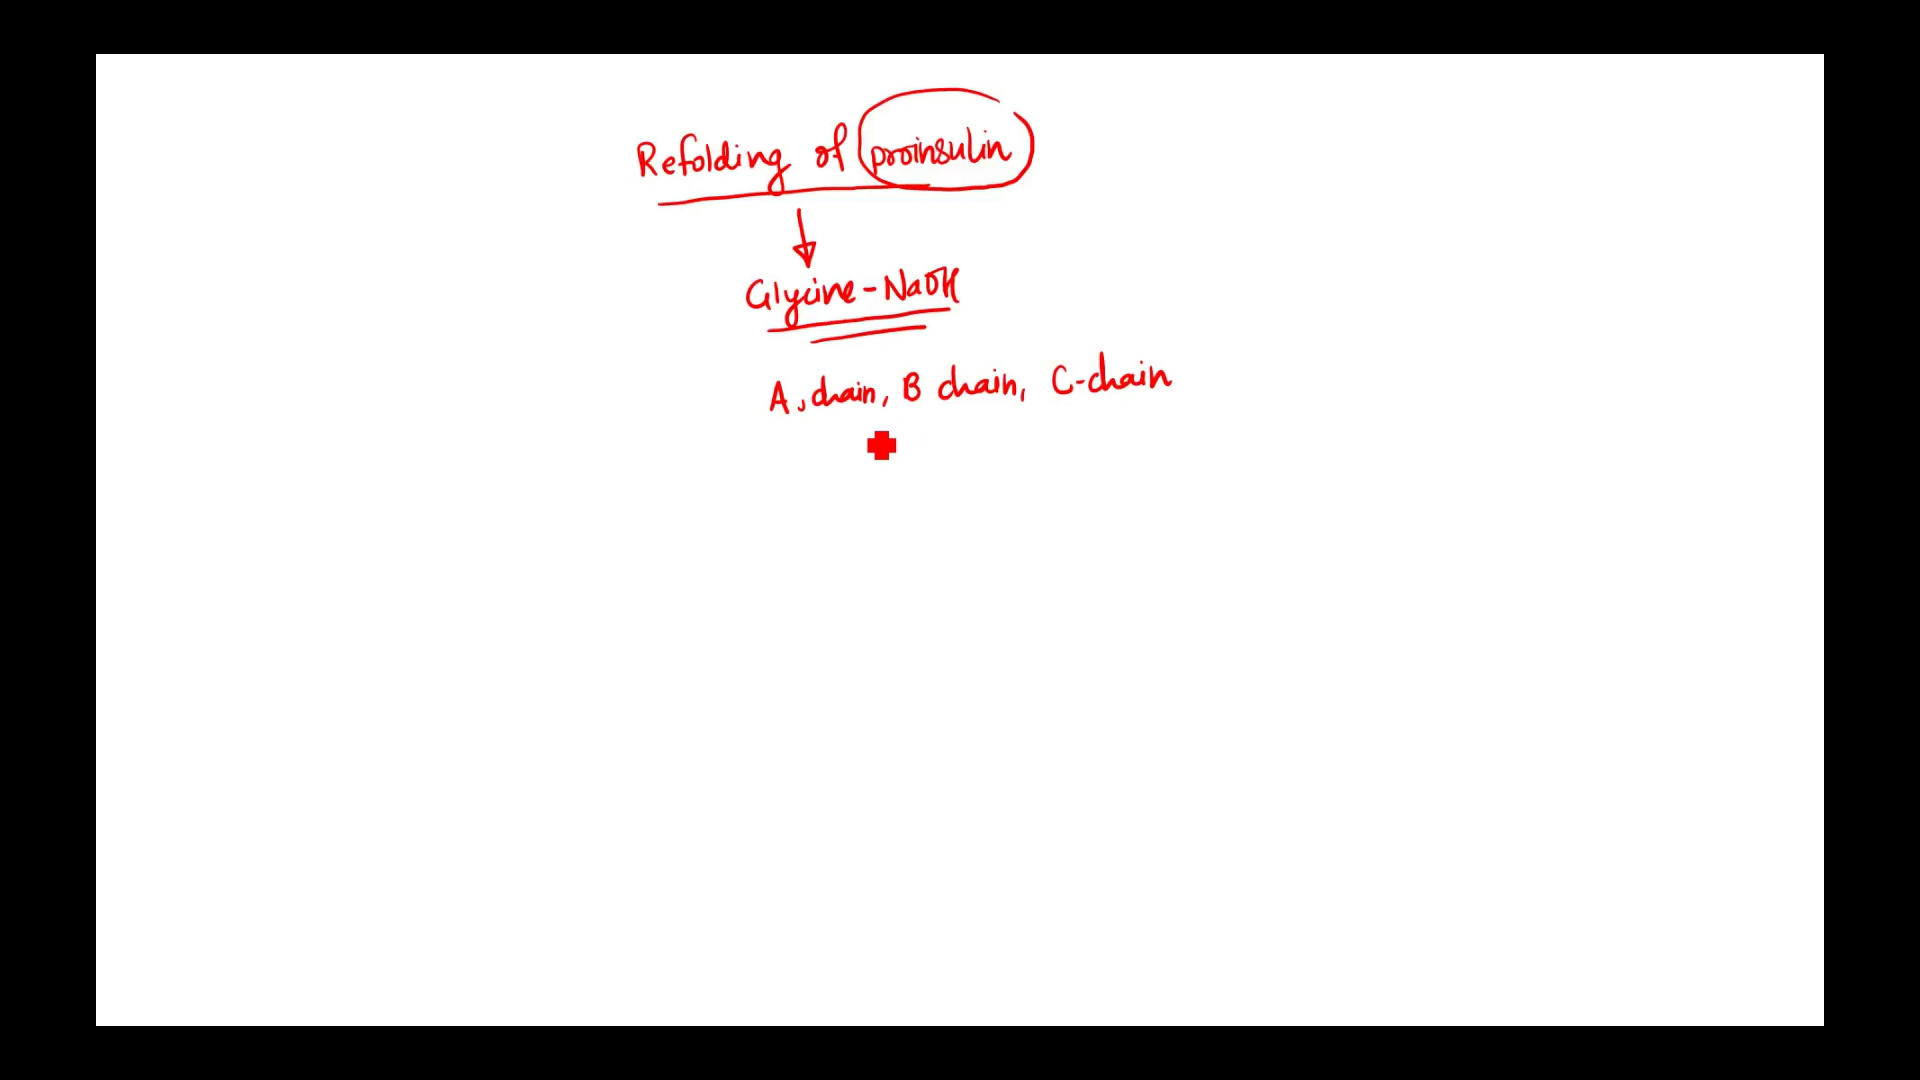 Refolding of proinsulin
Glycine-NaOH
A, chain, B chain, C-chain